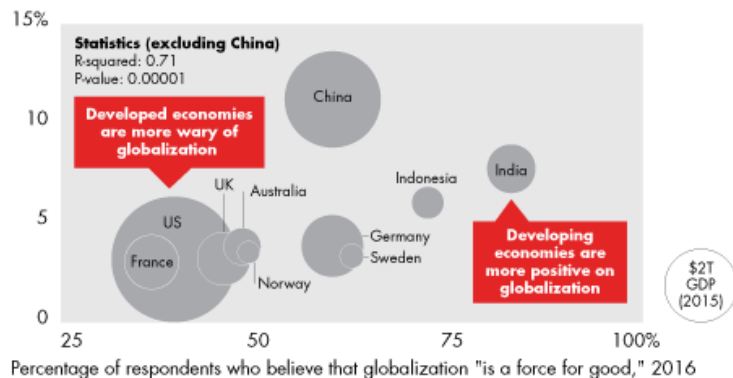 15%
Statistics (excluding China)
R-squared: 0.71
P-value: 0.00001
Developed economies
are more wary of
globalization
China
10
UK
Australia
Indonesia
India
5
US
France
Norway
Germany
Sweden
Developing
economies are
more positive on
globalization
$2T
GDP
(2015)
0
25
50
75
100%
Percentage of respondents who believe that globalization "is a force for good," 2016